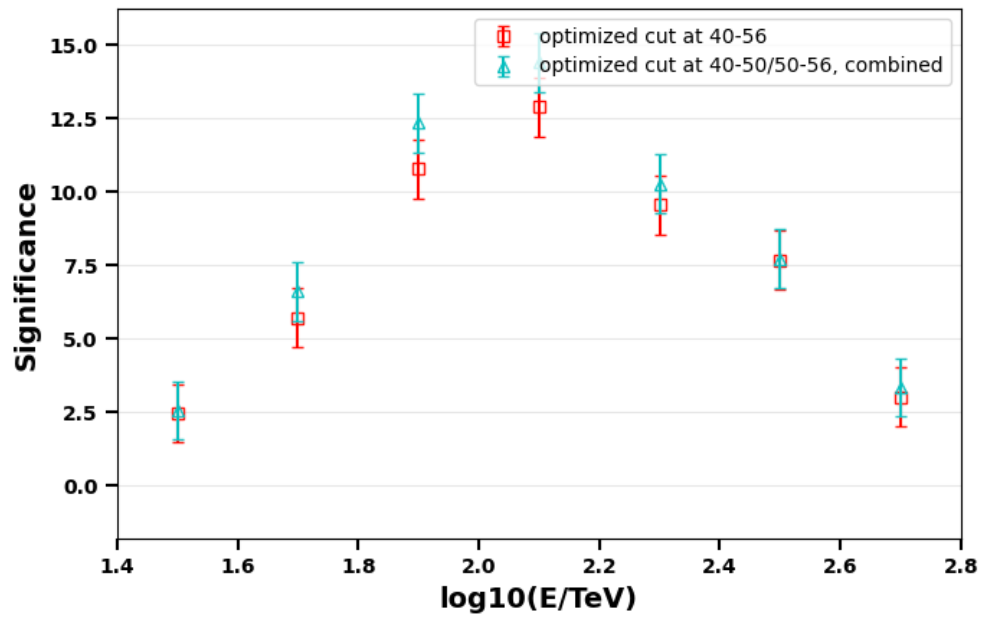 optimized cut at 40-56
optimized cut at 40-50/50-56, combined
15.0
12.5
10.0
7.5
5.0
2.5
0.0
Significance
1.4 1.6 1.8 2.0 2.2 2.4 2.6 2.8
log10(E/TeV)